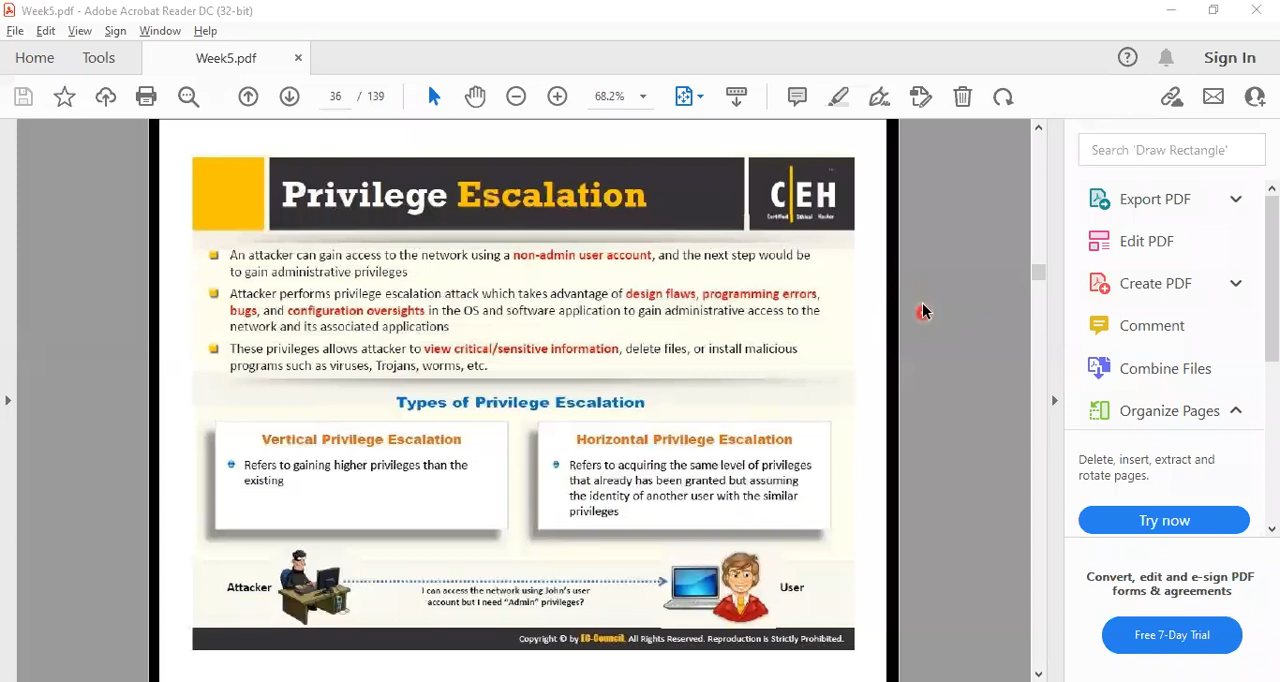 Week5.pdf - Adobe Acrobat Reader DC (32-bit)
File Edit View Sign Window Help
Home Tools Week5.pdf × Sign In
36 / 139 68.2%
Search 'Draw Rectangle'
Privilege Escalation
C|EH
Certified Ethical Hacker
An attacker can gain access to the network using a non-admin user account, and the next step would be
to gain administrative privileges
Attacker performs privilege escalation attack which takes advantage of design flaws, programming errors,
bugs, and configuration oversights in the OS and software application to gain administrative access to the
network and its associated applications
These privileges allows attacker to view critical/sensitive information, delete files, or install malicious
programs such as viruses, Trojans, worms, etc.
Types of Privilege Escalation
Vertical Privilege Escalation
Refers to gaining higher privileges than the
existing
Horizontal Privilege Escalation
Refers to acquiring the same level of privileges
that already has been granted but assuming
the identity of another user with the similar
privileges
Attacker
I can access the network using John's user
account but I need "Admin" privileges?
User
Copyright © by EC-Council. All Rights Reserved. Reproduction is Strictly Prohibited.
Export PDF
Edit PDF
Create PDF
Comment
Combine Files
Organize Pages
Delete, insert, extract and
rotate pages.
Try now
Convert, edit and e-sign PDF
forms & agreements
Free 7-Day Trial